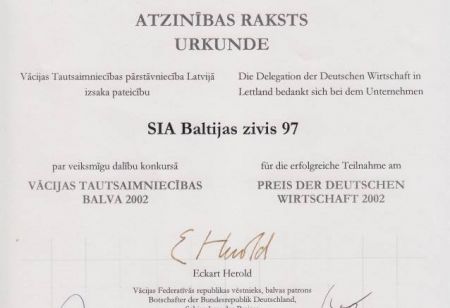 ATZINĪBAS RAKSTS
URKUNDE
Vācijas Tautsaimniecības pārstāvniecība Latvijā
izsaka pateicību
Die Delegation der Deutschen Wirtschaft in
Lettland bedankt sich bei dem Unternehmen
SIA Baltijas zivis 97
par veiksmīgu dalību konkursā
VĀCIJAS TAUTSAIMNIECĪBAS
BALVA 2002
für die erfolgreiche Teilnahme am
PREIS DER DEUTSCHEN
WIRTSCHAFT 2002
E Herold
Eckart Herold
Vācijas Federatīvās republikas vēstnieks, balvas patrons
Botschafter der Bundesrepublik Deutschland,